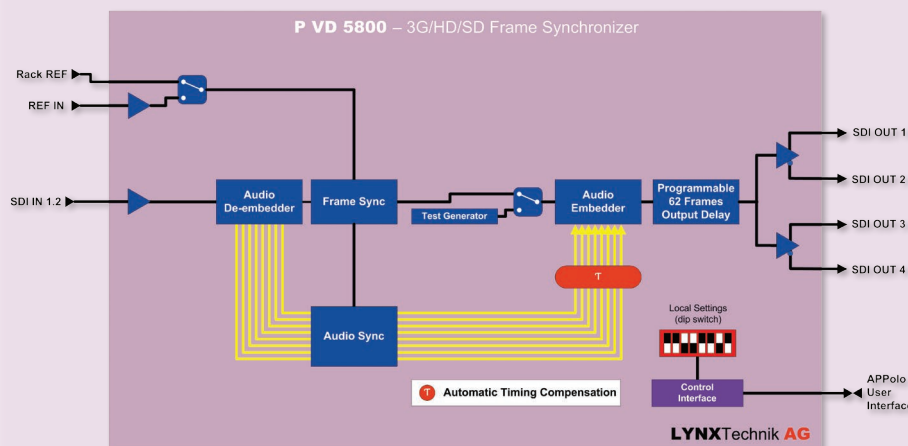 P VD 5800 – 3G/HD/SD Frame Synchronizer
Rack REF
REF IN
SDI IN 1.2
Audio
De-embedder
Frame Sync
Test Generator
Audio
Embedder
Programmable
62 Frames
Output Delay
SDI OUT 1
SDI OUT 2
SDI OUT 3
SDI OUT 4
Audio Sync
T
Local Settings
(dip switch)
T Automatic Timing Compensation
Control
Interface
APPolo
User
Interface
LYNXTechnik AG